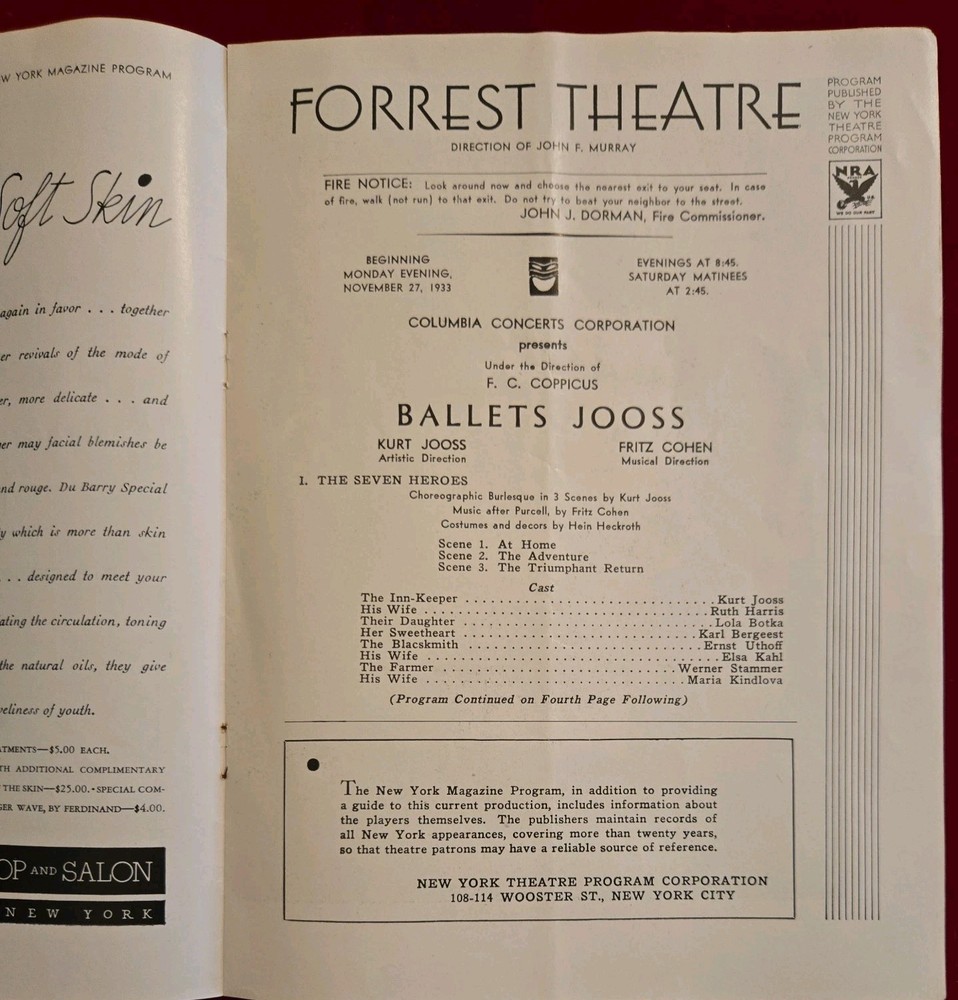 W YORK MAGAZINE PROGRAM
Soft Skin
again in favor . . . together
er revivals of the mode of
er, more delicate . . . and
er may facial blemishes be
nd rouge. Du Barry Special
y which is more than skin
. . . designed to meet your
ating the circulation, toning
the natural oils, they give
veliness of youth.
ATMENTS—$5.00 EACH.
TH ADDITIONAL COMPLIMENTARY
THE SKIN—$25.00.-SPECIAL COM-
GER WAVE, BY FERDINAND—$4.00.
OP AND SALON
NEW YORK
FORREST THEATRE
DIRECTION OF JOHN F. MURRAY
FIRE NOTICE: Look around now and choose the nearest exit to your seat. In case
of fire, walk (not run) to that exit. Do not try to beat your neighbor to the street.
JOHN J. DORMAN, Fire Commissioner.
BEGINNING
MONDAY EVENING,
NOVEMBER 27, 1933
EVENINGS AT 8:45.
SATURDAY MATINEES
AT 2:45.
COLUMBIA CONCERTS CORPORATION
presents
Under the Direction of
F. C. COPPICUS
BALLETS JOOSS
KURT JOOSS
Artistic Direction
FRITZ COHEN
Musical Direction
1. THE SEVEN HEROES
Choreographic Burlesque in 3 Scenes by Kurt Jooss
Music after Purcell, by Fritz Cohen
Costumes and decors by Hein Heckroth
Scene 1. At Home
Scene 2. The Adventure
Scene 3. The Triumphant Return
Cast
The Inn-Keeper . . . . . . . . . . . . . . . . . . . . Kurt Jooss
His Wife . . . . . . . . . . . . . . . . . . . . Ruth Harris
Their Daughter . . . . . . . . . . . . . . . . . . . . Lola Botka
Her Sweetheart . . . . . . . . . . . . . . . . . . . . Karl Bergeest
The Blacskmith . . . . . . . . . . . . . . . . . . . . Ernst Uthoff
His Wife . . . . . . . . . . . . . . . . . . . . Elsa Kahl
The Farmer . . . . . . . . . . . . . . . . . . . . Werner Stammer
His Wife . . . . . . . . . . . . . . . . . . . . Maria Kindlova
(Program Continued on Fourth Page Following)
The New York Magazine Program, in addition to providing
a guide to this current production, includes information about
the players themselves. The publishers maintain records of
all New York appearances, covering more than twenty years,
so that theatre patrons may have a reliable source of reference.
NEW YORK THEATRE PROGRAM CORPORATION
108-114 WOOSTER ST., NEW YORK CITY
PROGRAM
PUBLISHED
BY THE
NEW YORK
THEATRE
PROGRAM
CORPORATION
NRA
WE DO OUR PART